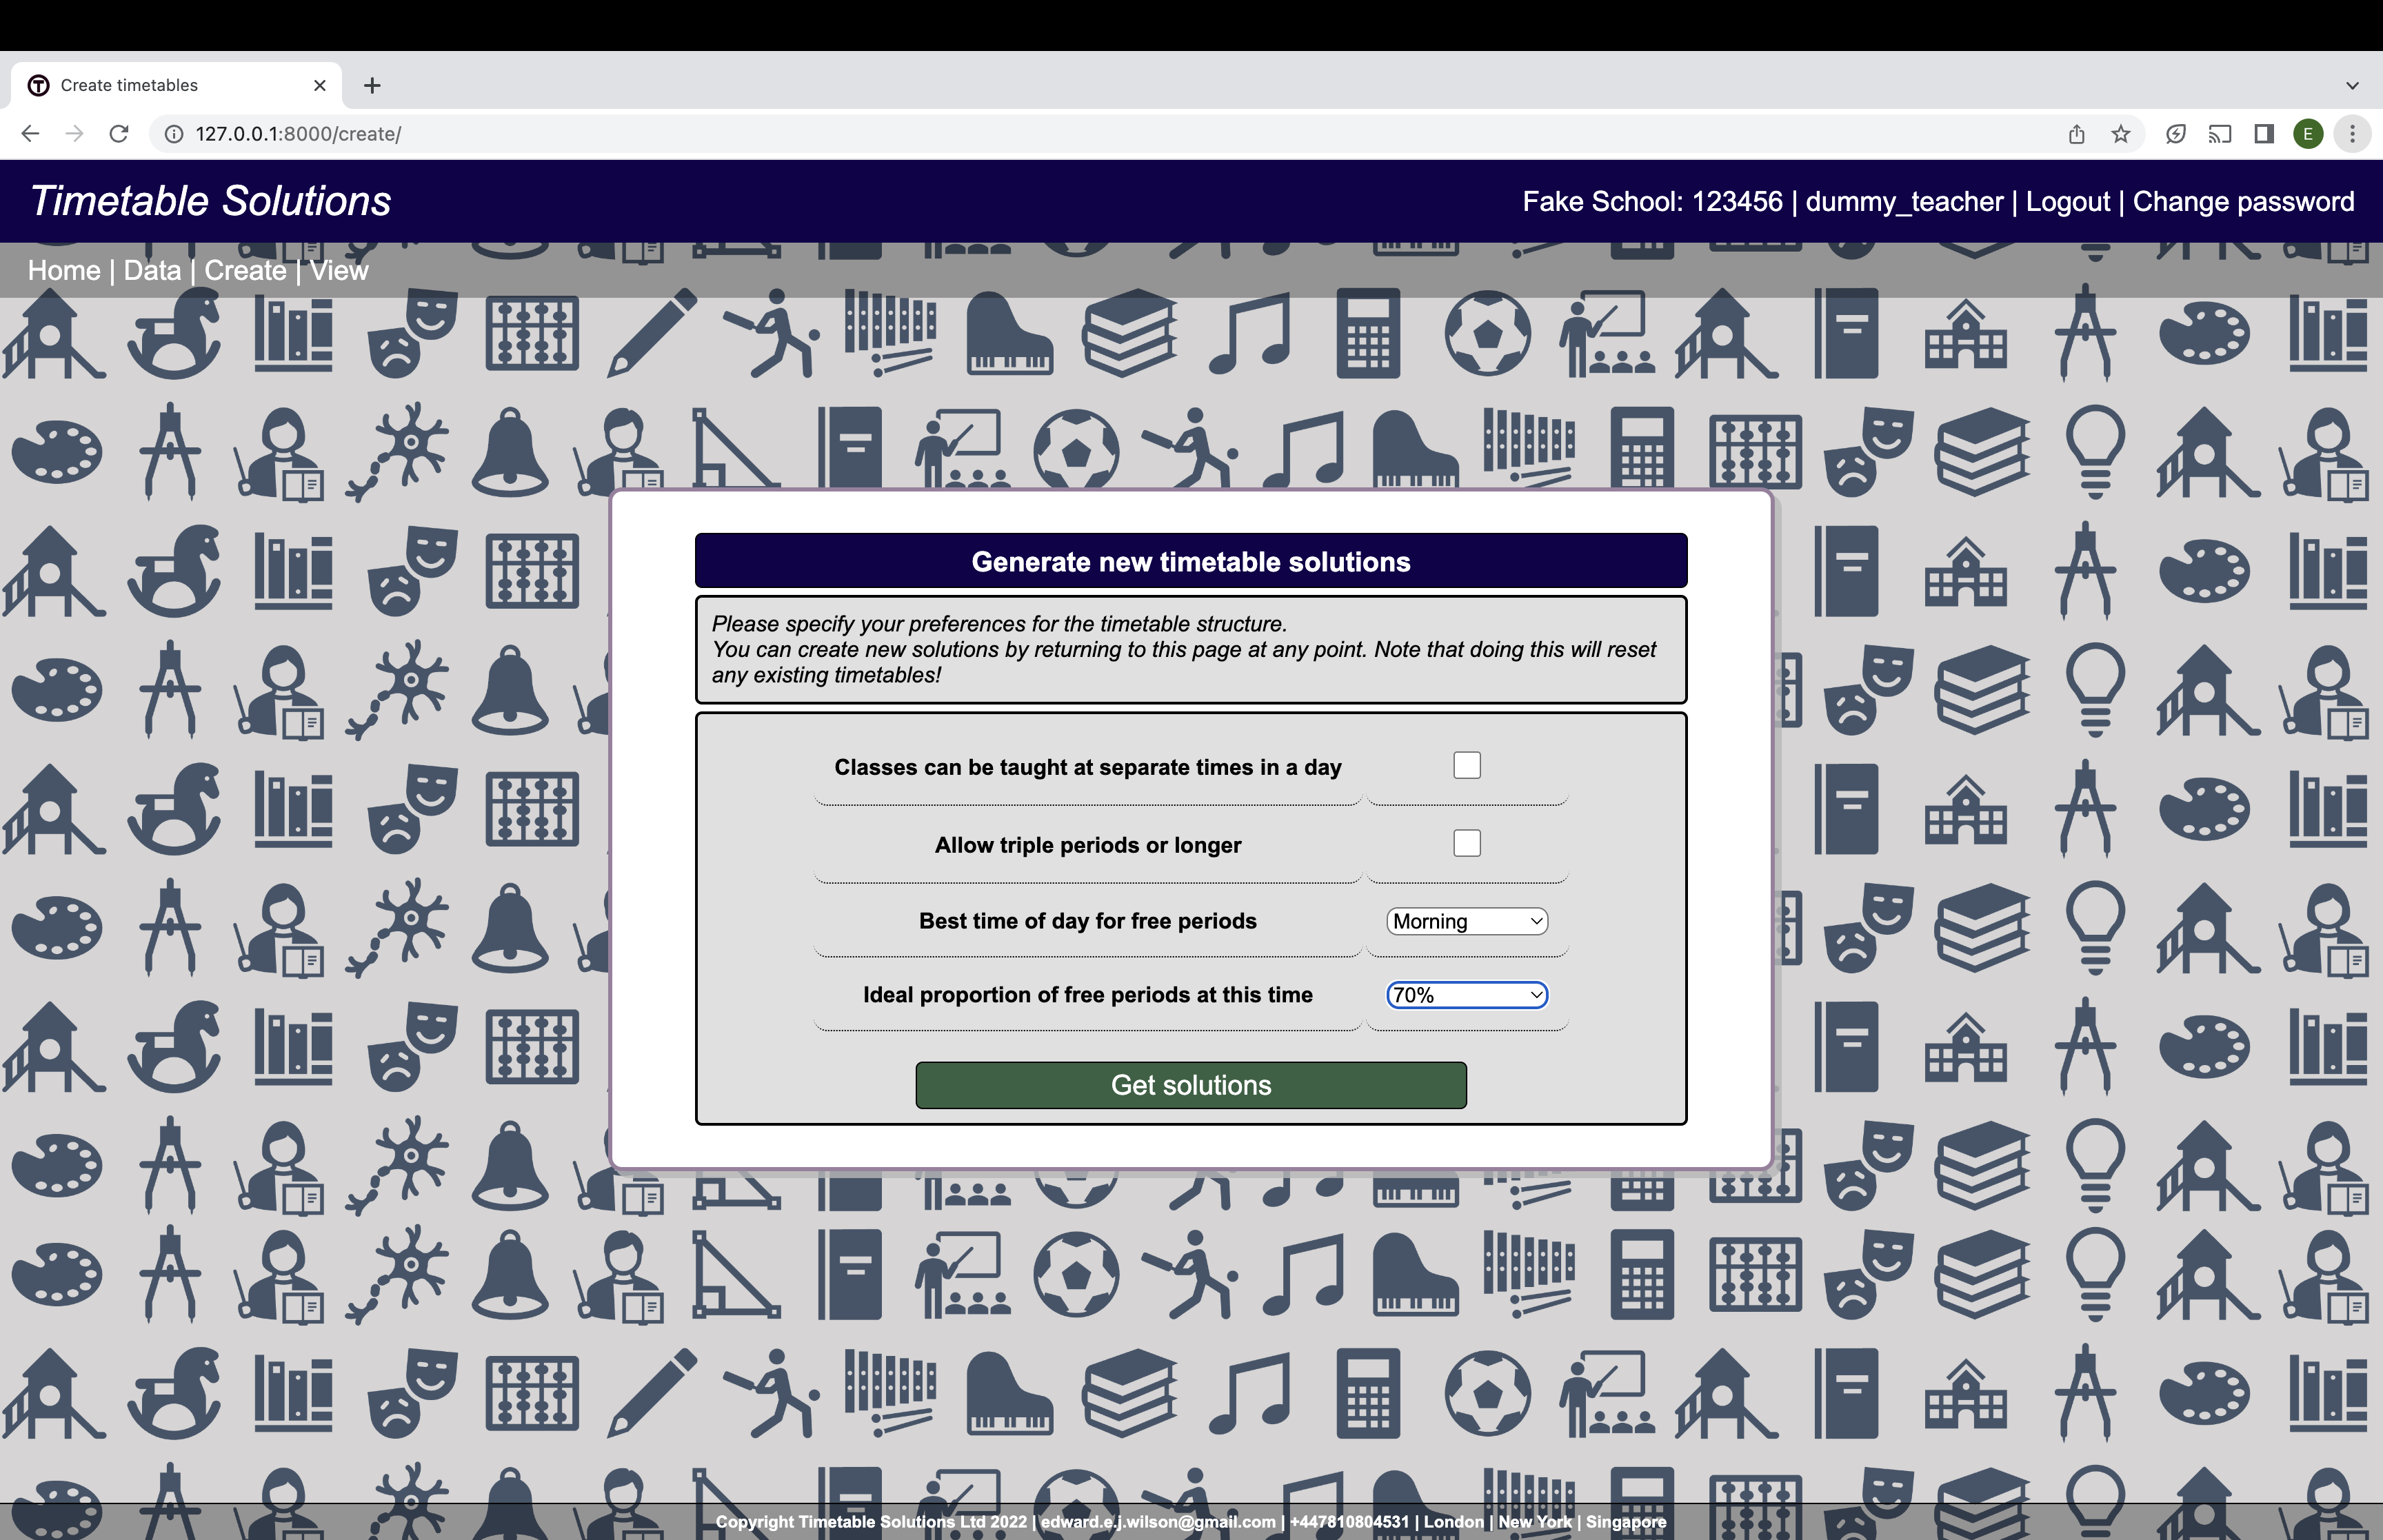 Create timetables
127.0.0.1:8000/create/
E
Timetable Solutions
Fake School: 123456 | dummy_teacher | Logout | Change password
Home | Data | Create | View
Generate new timetable solutions
Please specify your preferences for the timetable structure.
You can create new solutions by returning to this page at any point. Note that doing this will reset
any existing timetables!
Classes can be taught at separate times in a day
Allow triple periods or longer
Best time of day for free periods
Morning
Ideal proportion of free periods at this time
70%
Get solutions
Copyright Timetable Solutions Ltd 2022 | edward.e.j.wilson@gmail.com | +447810804531 | London | New York | Singapore